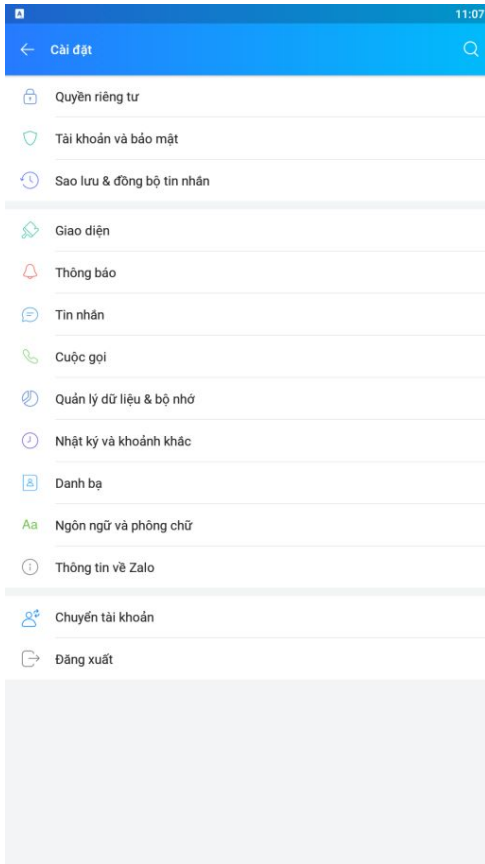 A 11:07
Cài đặt
Quyền riêng tư
Tài khoản và bảo mật
Sao lưu & đồng bộ tin nhắn
Giao diện
Thông báo
Tin nhắn
Cuộc gọi
Quản lý dữ liệu & bộ nhớ
Nhật ký và khoảnh khắc
Danh bạ
Aa Ngôn ngữ và phông chữ
Thông tin về Zalo
Chuyển tài khoản
Đăng xuất